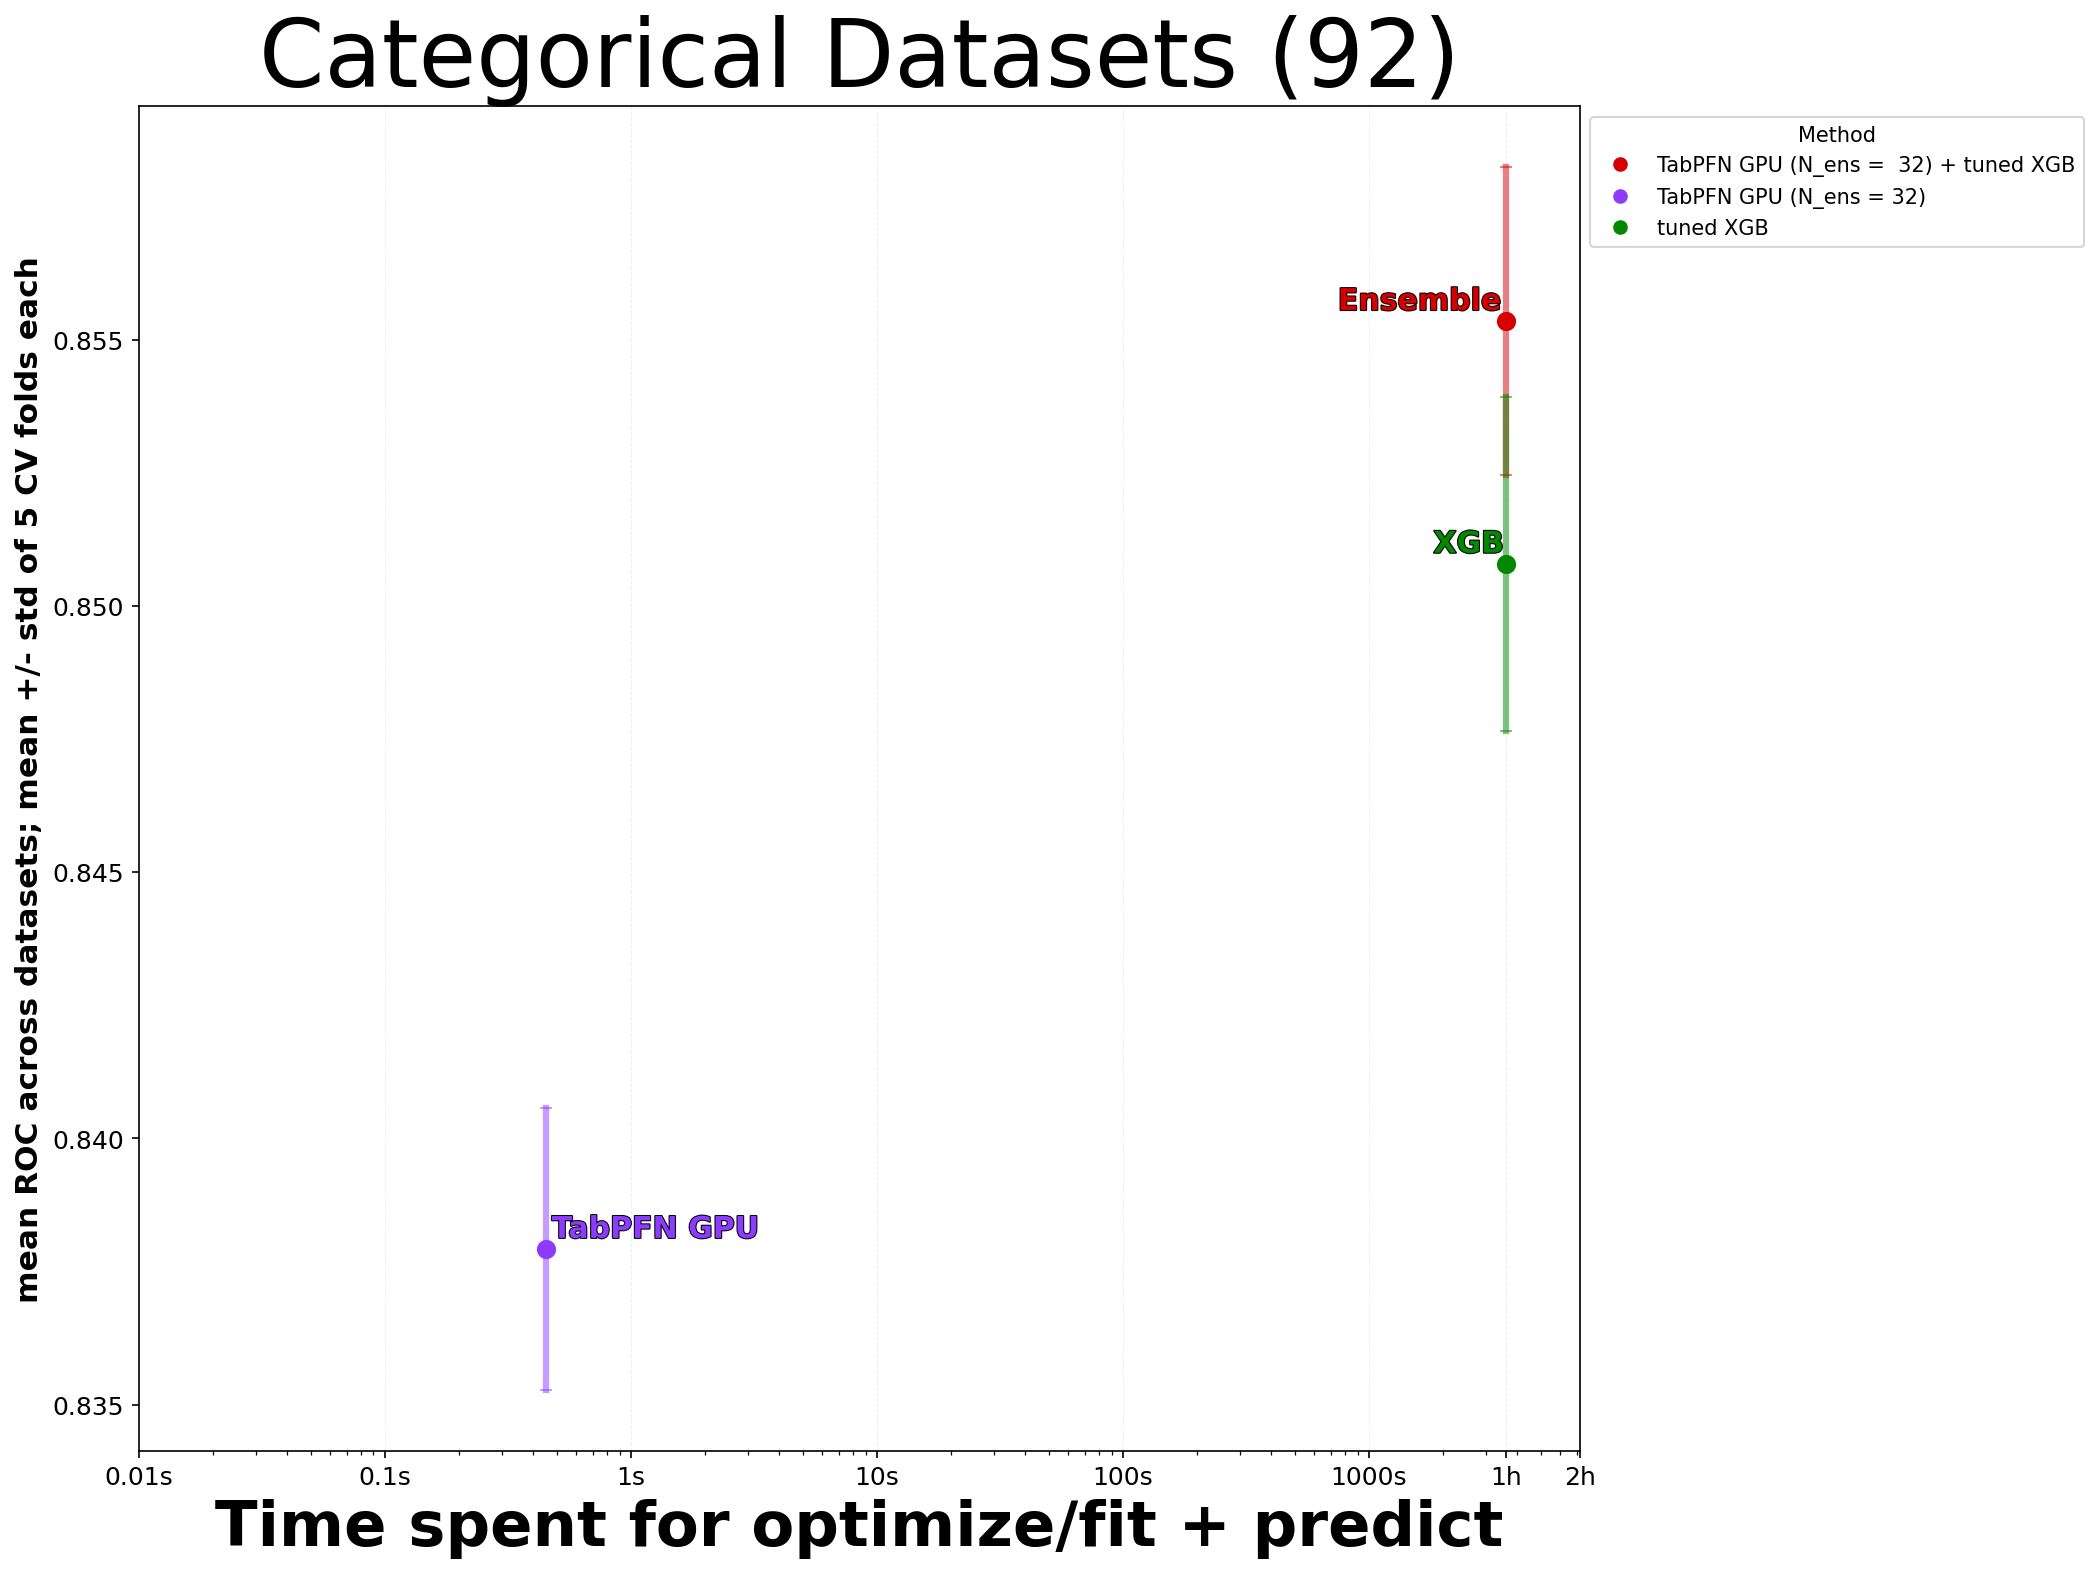 Categorical Datasets (92)
Method
TabPFN GPU (N_ens =  32) + tuned XGB
TabPFN GPU (N_ens = 32)
tuned XGB
mean ROC across datasets; mean +/- std of 5 CV folds each
0.855
0.850
0.845
0.840
0.835
Ensemble
XGB
TabPFN GPU
0.01s
0.1s
1s
10s
100s
1000s
1h
2h
Time spent for optimize/fit + predict